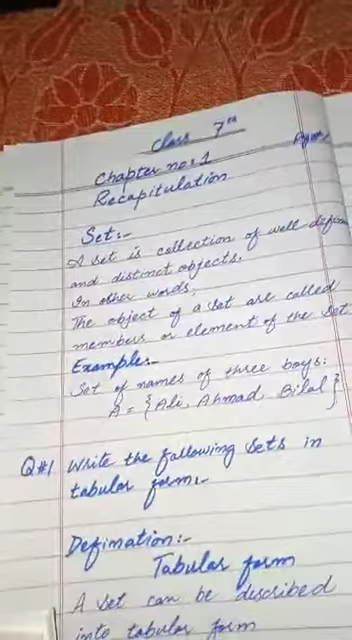 Class 7th
Chapter no: 1
Recapitulation
Set:-
A set is collection of well defin
and distinct objects.
In other words,
The object of a set are called
members or element of the set
Example:-
Set of names of three boys:
A = {Ali, Ahmad, Bilal}
Q#1 Write the following sets in
tabular form:-
Defination:-
Tabular form
A set can be described
into tabular form